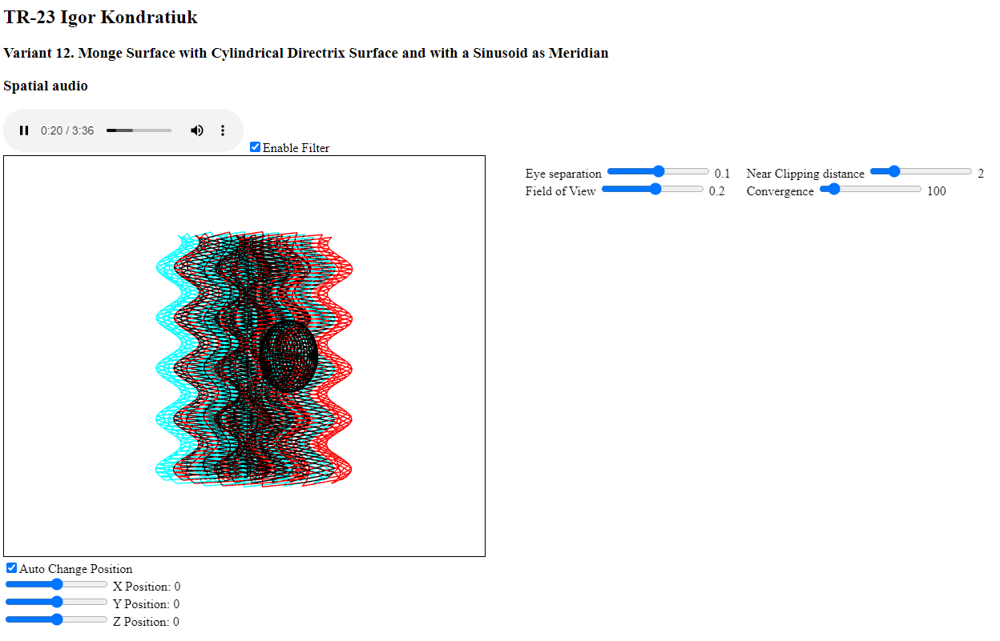 TR-23 Igor Kondratiuk
Variant 12. Monge Surface with Cylindrical Directrix Surface and with a Sinusoid as Meridian
Spatial audio
0:20 / 3:36
Enable Filter
Eye separation 0.1 Near Clipping distance 2
Field of View 0.2 Convergence 100
Auto Change Position
X Position: 0
Y Position: 0
Z Position: 0